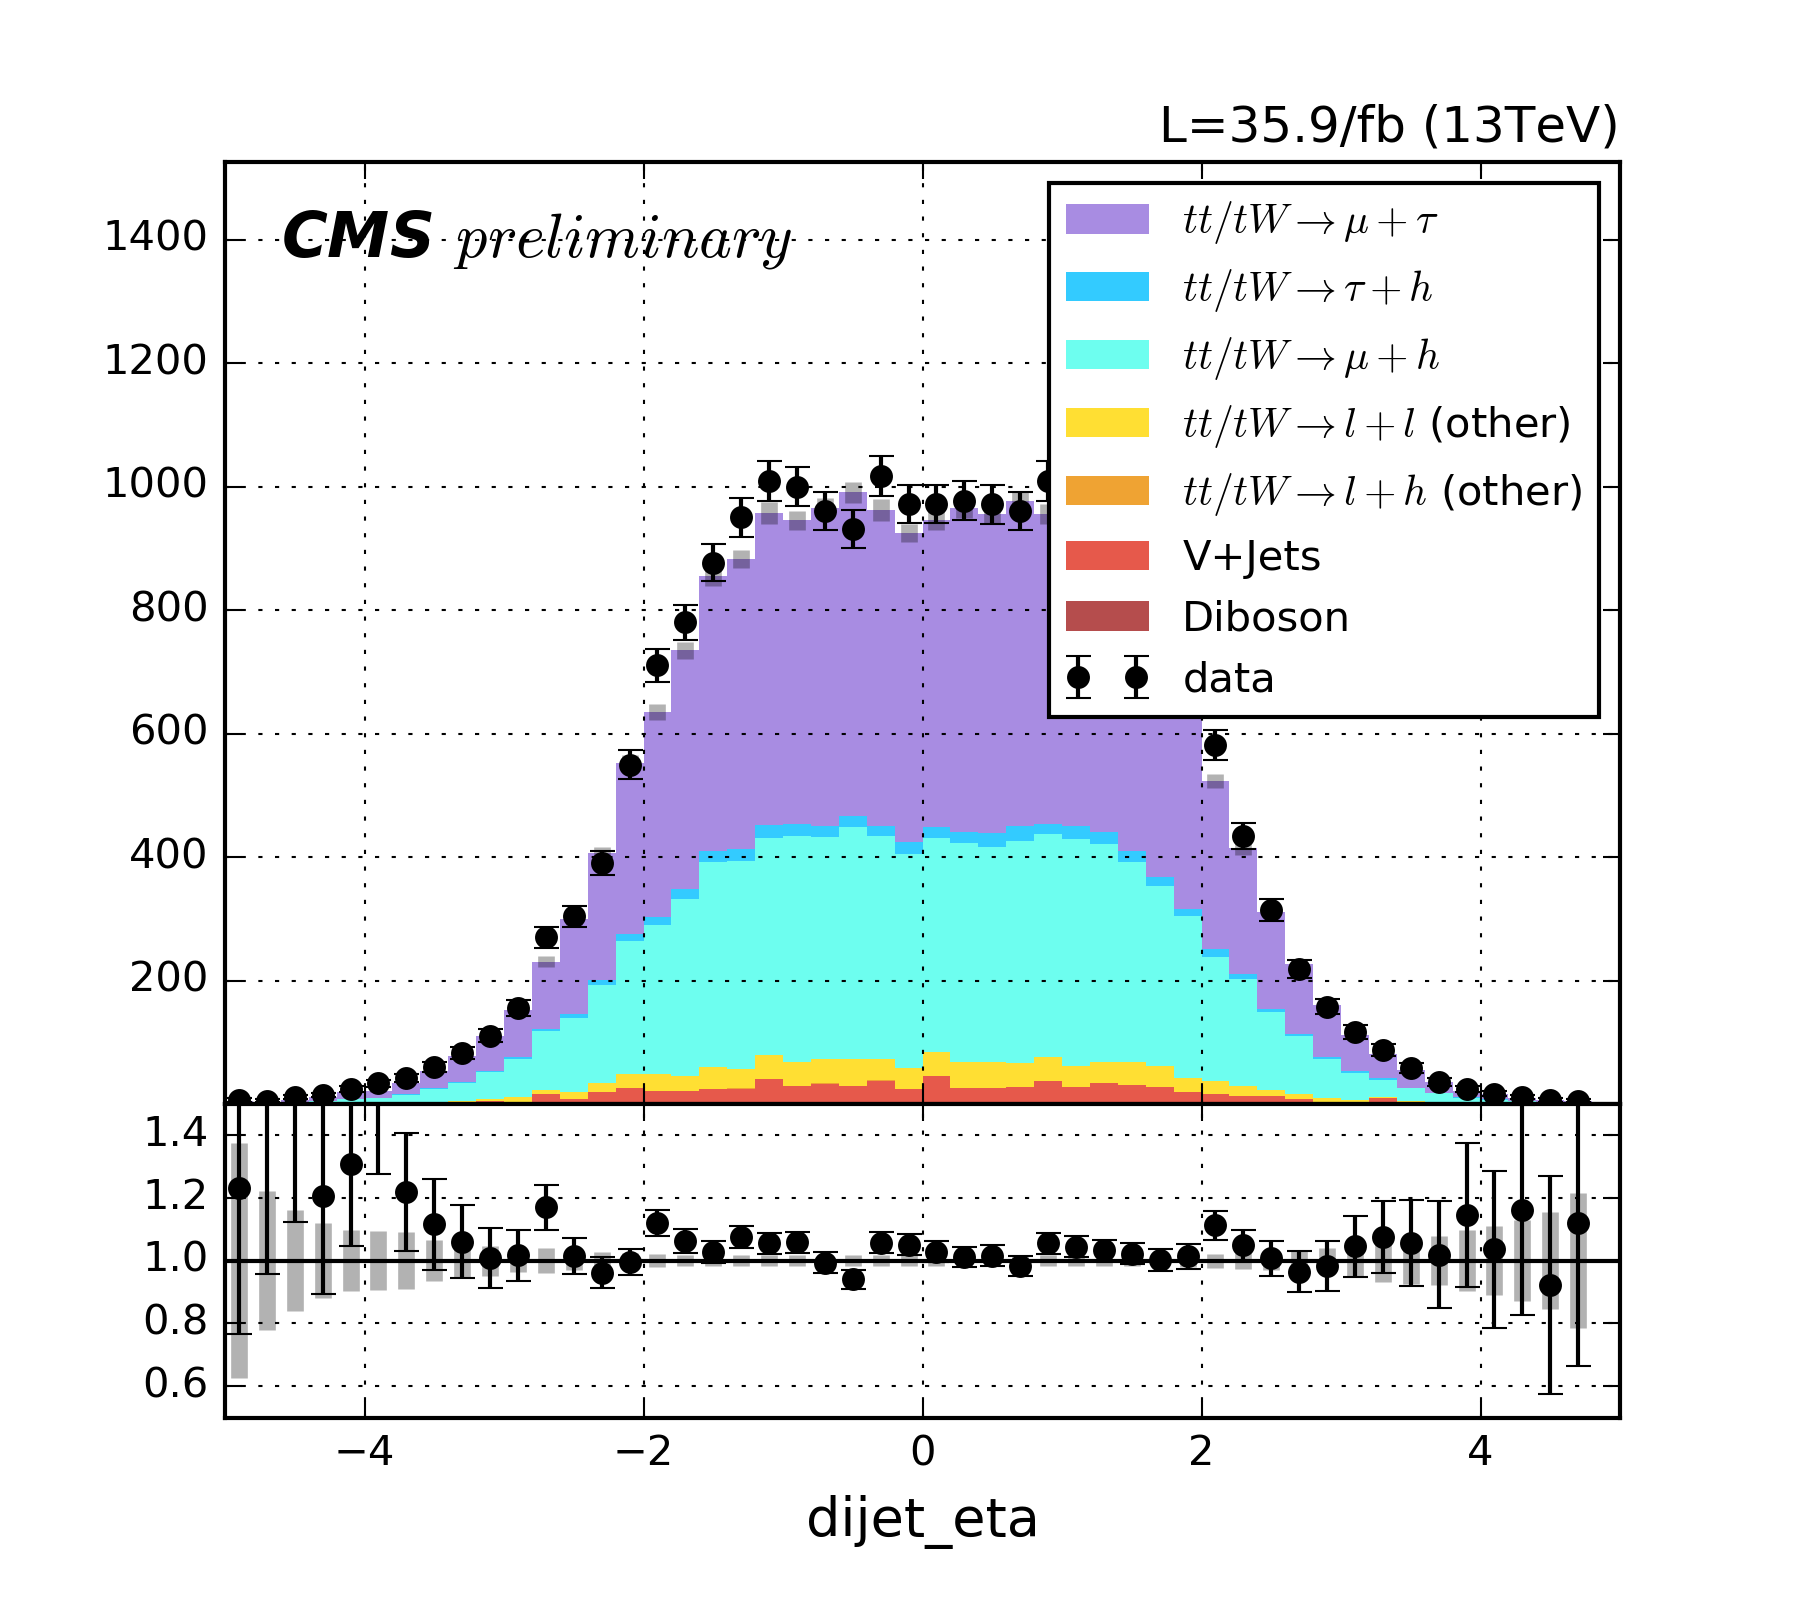 L=35.9/fb (13TeV)
CMS preliminary
1400
1200
1000
800
600
400
200
tt/tW→μ+τ
tt/tW→τ+h
tt/tW→μ+h
tt/tW→l+l (other)
tt/tW→l+h (other)
V+Jets
Diboson
data
1.4
1.2
1.0
0.8
0.6
−4 −2 0 2 4
dijet_eta